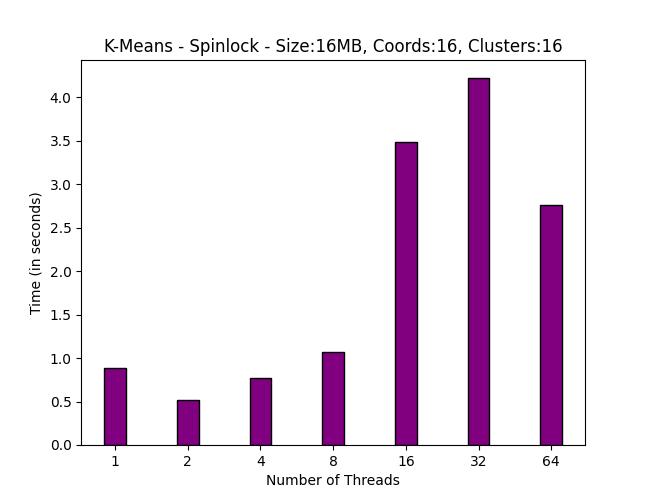 K-Means - Spinlock - Size:16MB, Coords:16, Clusters:16
Time (in seconds)
4.0
3.5
3.0
2.5
2.0
1.5
1.0
0.5
0.0
1 2 4 8 16 32 64
Number of Threads